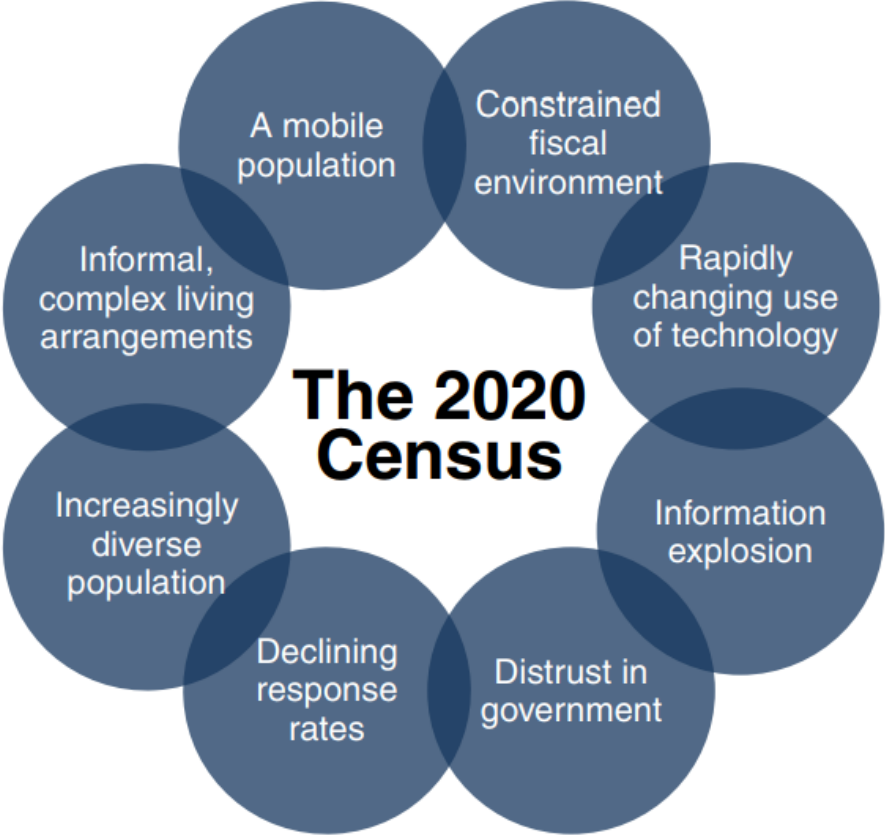 A mobile
population
Constrained
fiscal
environment
Rapidly
changing use
of technology
Information
explosion
Distrust in
government
Declining
response
rates
Increasingly
diverse
population
Informal,
complex living
arrangements
The 2020
Census